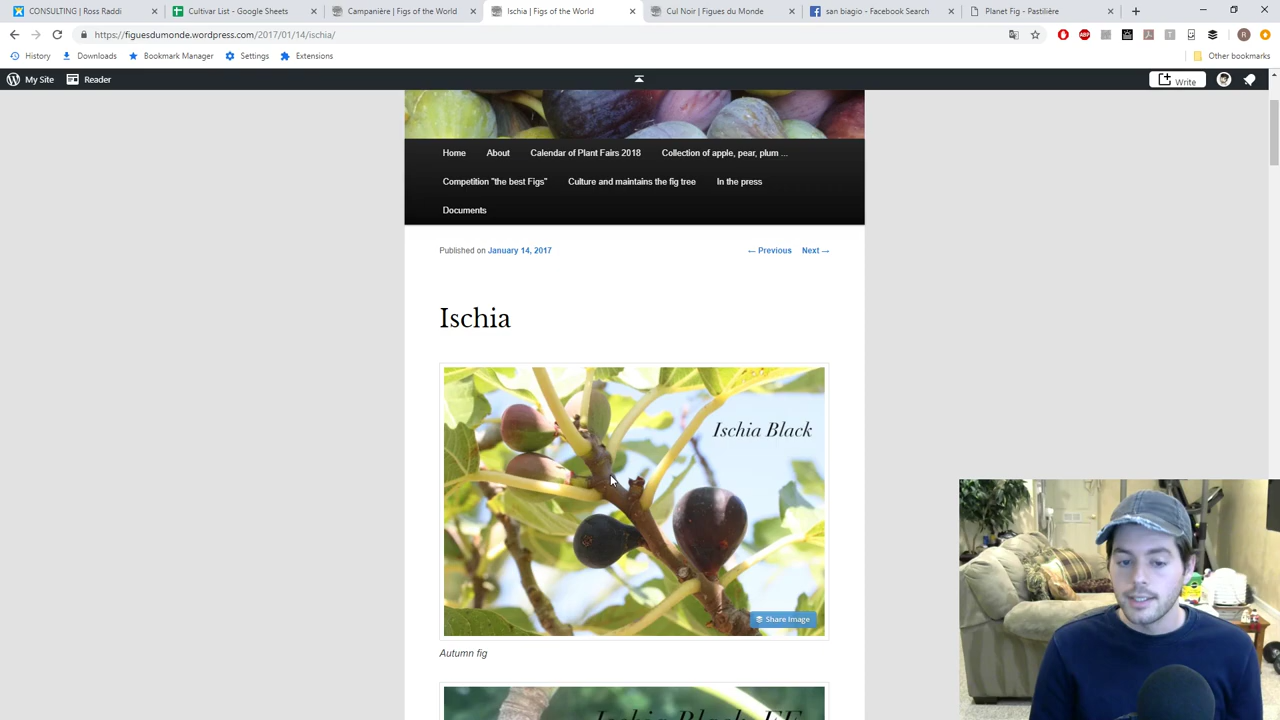 CONSULTING | Ross Raddi
Cultivar List - Google Sheets
Campanière | Figs of the World
Ischia | Figs of the World
Cul Noir | Figues du Monde
san biagio - Facebook Search
Planet Fig - Pastilière
https://figuesdumonde.wordpress.com/2017/01/14/ischia/
History
Downloads
Bookmark Manager
Settings
Extensions
Other bookmarks
My Site
Reader
Write
Home
About
Calendar of Plant Fairs 2018
Collection of apple, pear, plum ...
Competition "the best Figs"
Culture and maintains the fig tree
In the press
Documents
Published on January 14, 2017
← Previous
Next →
Ischia
Ischia Black
Share Image
Autumn fig
Ischia Black